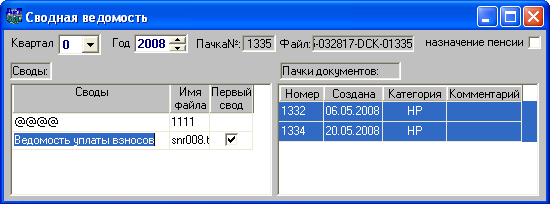 Сводная ведомость
Квартал 0 Год 2008 Пачка№: 1335 Файл: -032817-DCK-01335 назначение пенсии
Своды: Пачки документов:
Своды Имя файла Первый свод
@@@@ 1111
Ведомость уплаты взносов snr008.t
Номер Создана Категория Комментарий
1332 06.05.2008 НР
1334 20.05.2008 НР